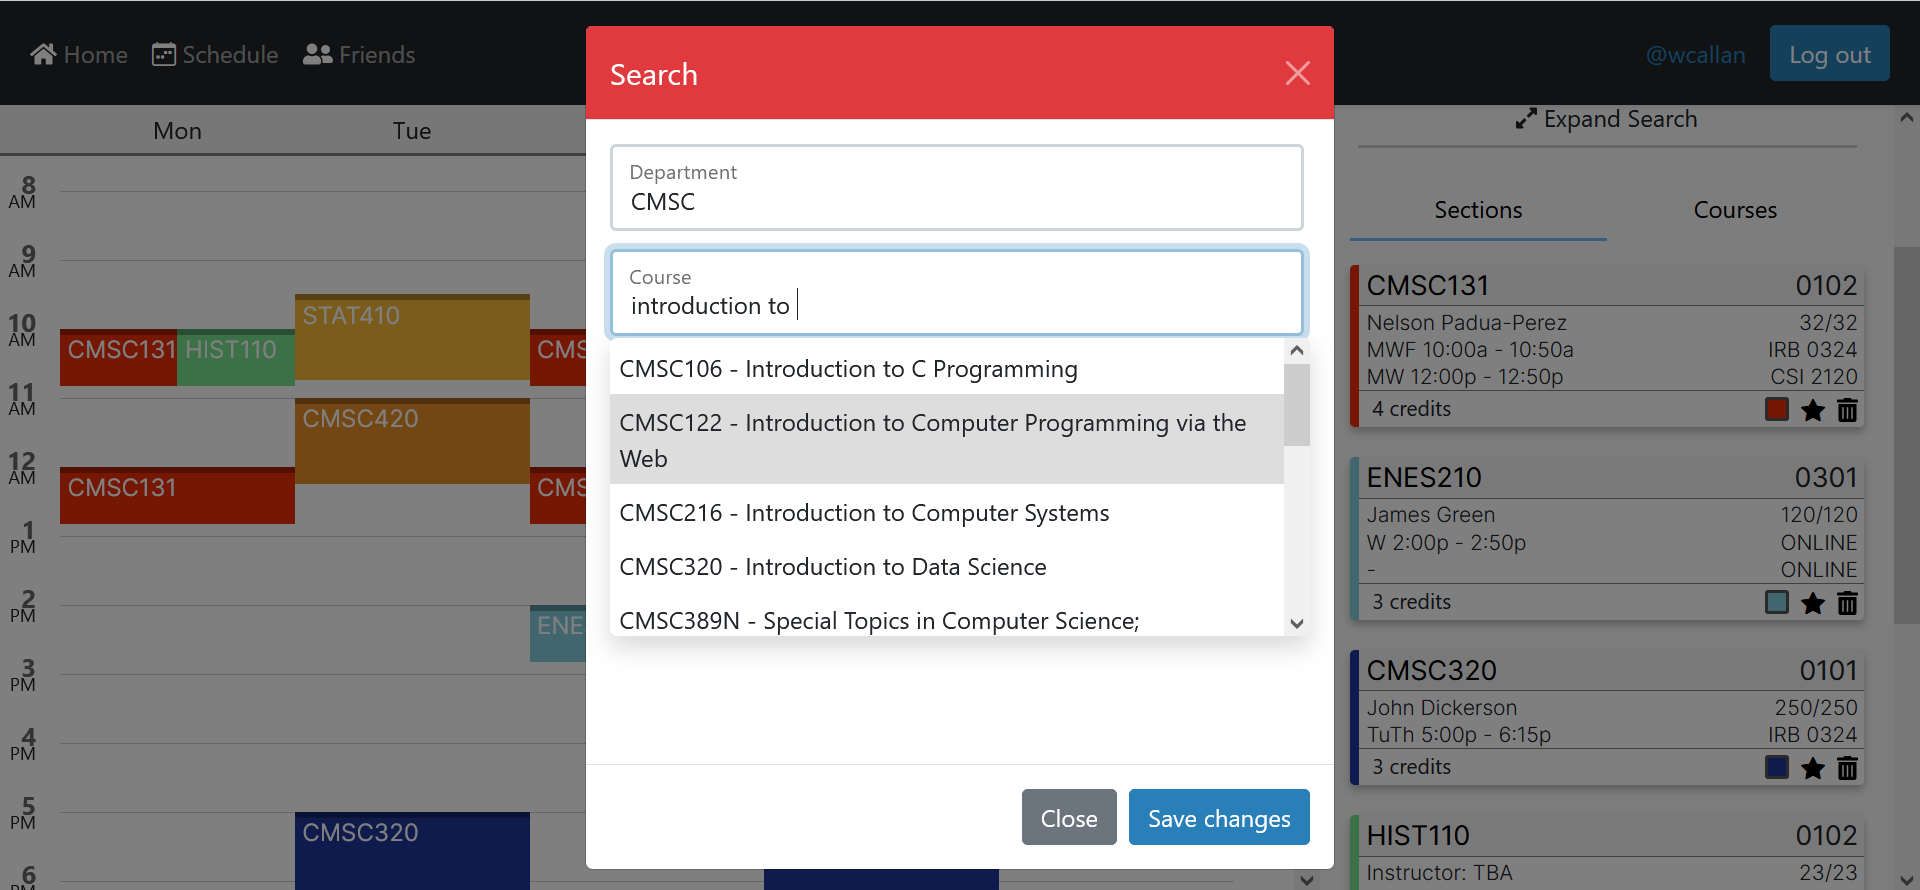 Home Schedule Friends
@wcallan Log out
Mon Tue
8
AM
9
AM
10
AM
11
AM
12
AM
1
PM
2
PM
3
PM
4
PM
5
PM
6
STAT410
CMSC131 HIST110
CMS
CMSC420
CMSC131
CMS
ENE
CMSC320
Search
Department
CMSC
Course
introduction to
CMSC106 - Introduction to C Programming
CMSC122 - Introduction to Computer Programming via the
Web
CMSC216 - Introduction to Computer Systems
CMSC320 - Introduction to Data Science
CMSC389N - Special Topics in Computer Science;
Close Save changes
Expand Search
Sections Courses
CMSC131 0102
Nelson Padua-Perez 32/32
MWF 10:00a - 10:50a IRB 0324
MW 12:00p - 12:50p CSI 2120
4 credits
ENES210 0301
James Green 120/120
W 2:00p - 2:50p ONLINE
- ONLINE
3 credits
CMSC320 0101
John Dickerson 250/250
TuTh 5:00p - 6:15p IRB 0324
3 credits
HIST110 0102
Instructor: TBA 23/23